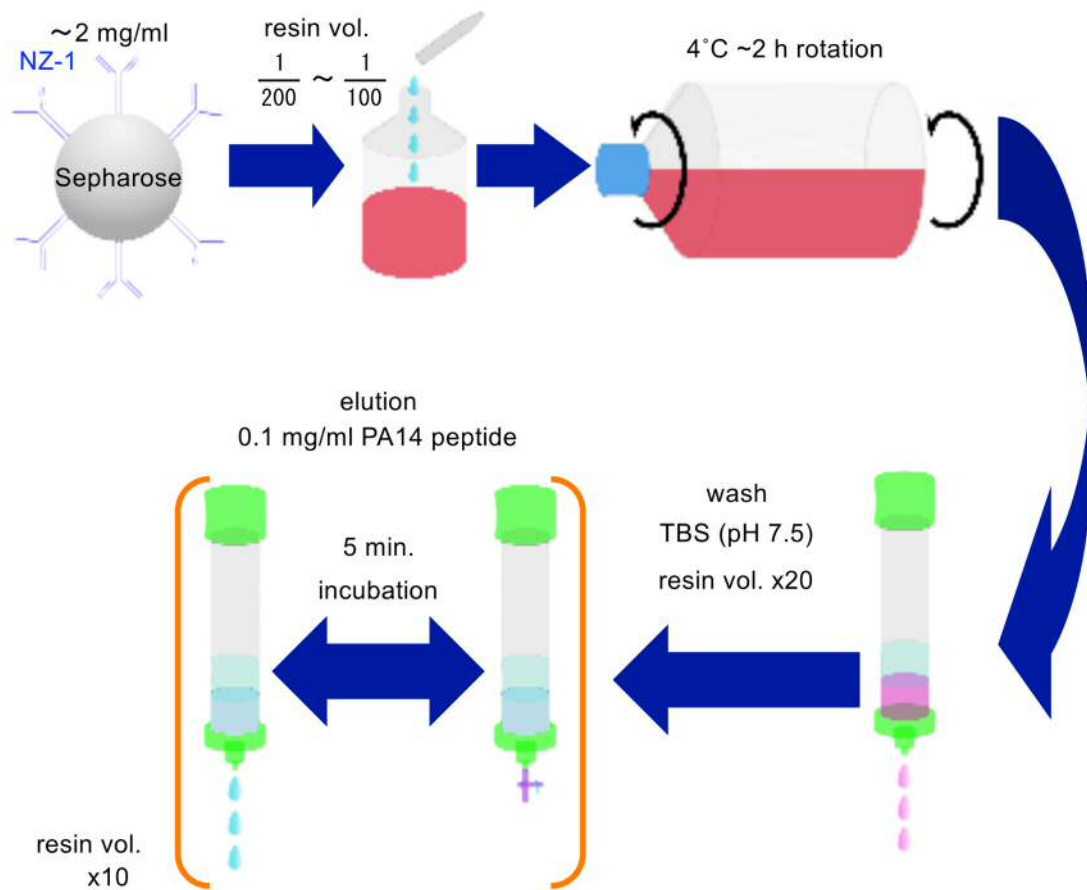 ~2 mg/ml
NZ-1
Sepharose
resin vol.
1/200 ~ 1/100
4˚C ~2 h rotation
elution
0.1 mg/ml PA14 peptide
5 min.
incubation
wash
TBS (pH 7.5)
resin vol. x20
resin vol.
x10